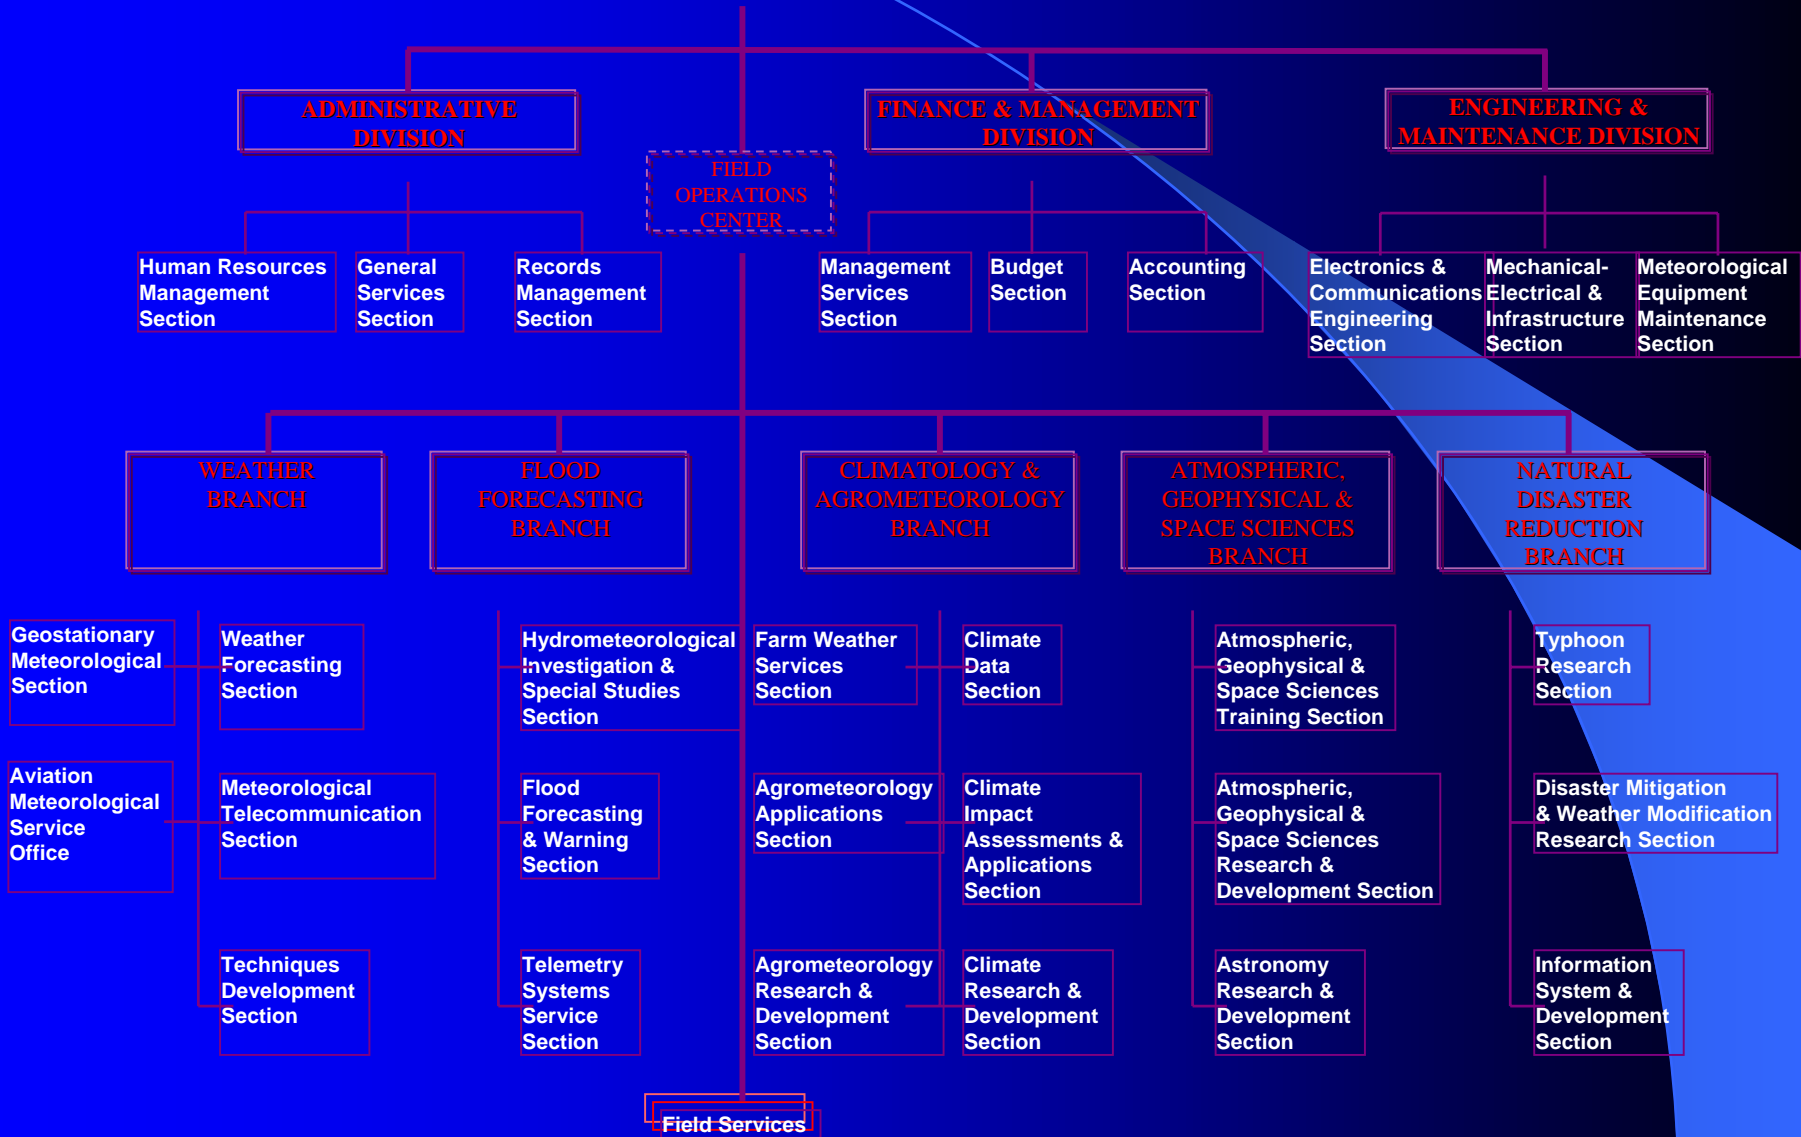 ADMINISTRATIVE
DIVISION
FINANCE & MANAGEMENT
DIVISION
ENGINEERING &
MAINTENANCE DIVISION
FIELD
OPERATIONS
CENTER
Human Resources
Management
Section
General
Services
Section
Records
Management
Section
Management
Services
Section
Budget
Section
Accounting
Section
Electronics &
Communications
Engineering
Section
Mechanical-
Electrical &
Infrastructure
Section
Meteorological
Equipment
Maintenance
Section
WEATHER
BRANCH
FLOOD
FORECASTING
BRANCH
CLIMATOLOGY &
AGROMETEOROLOGY
BRANCH
ATMOSPHERIC,
GEOPHYSICAL &
SPACE SCIENCES
BRANCH
NATURAL
DISASTER
REDUCTION
BRANCH
Geostationary
Meteorological
Section
Weather
Forecasting
Section
Hydrometeorological
Investigation &
Special Studies
Section
Farm Weather
Services
Section
Climate
Data
Section
Atmospheric,
Geophysical &
Space Sciences
Training Section
Typhoon
Research
Section
Aviation
Meteorological
Service
Office
Meteorological
Telecommunication
Section
Flood
Forecasting
& Warning
Section
Agrometeorology
Applications
Section
Climate
Impact
Assessments &
Applications
Section
Atmospheric,
Geophysical &
Space Sciences
Research &
Development Section
Disaster Mitigation
& Weather Modification
Research Section
Techniques
Development
Section
Telemetry
Systems
Service
Section
Agrometeorology
Research &
Development
Section
Climate
Research &
Development
Section
Astronomy
Research &
Development
Section
Information
System &
Development
Section
Field Services